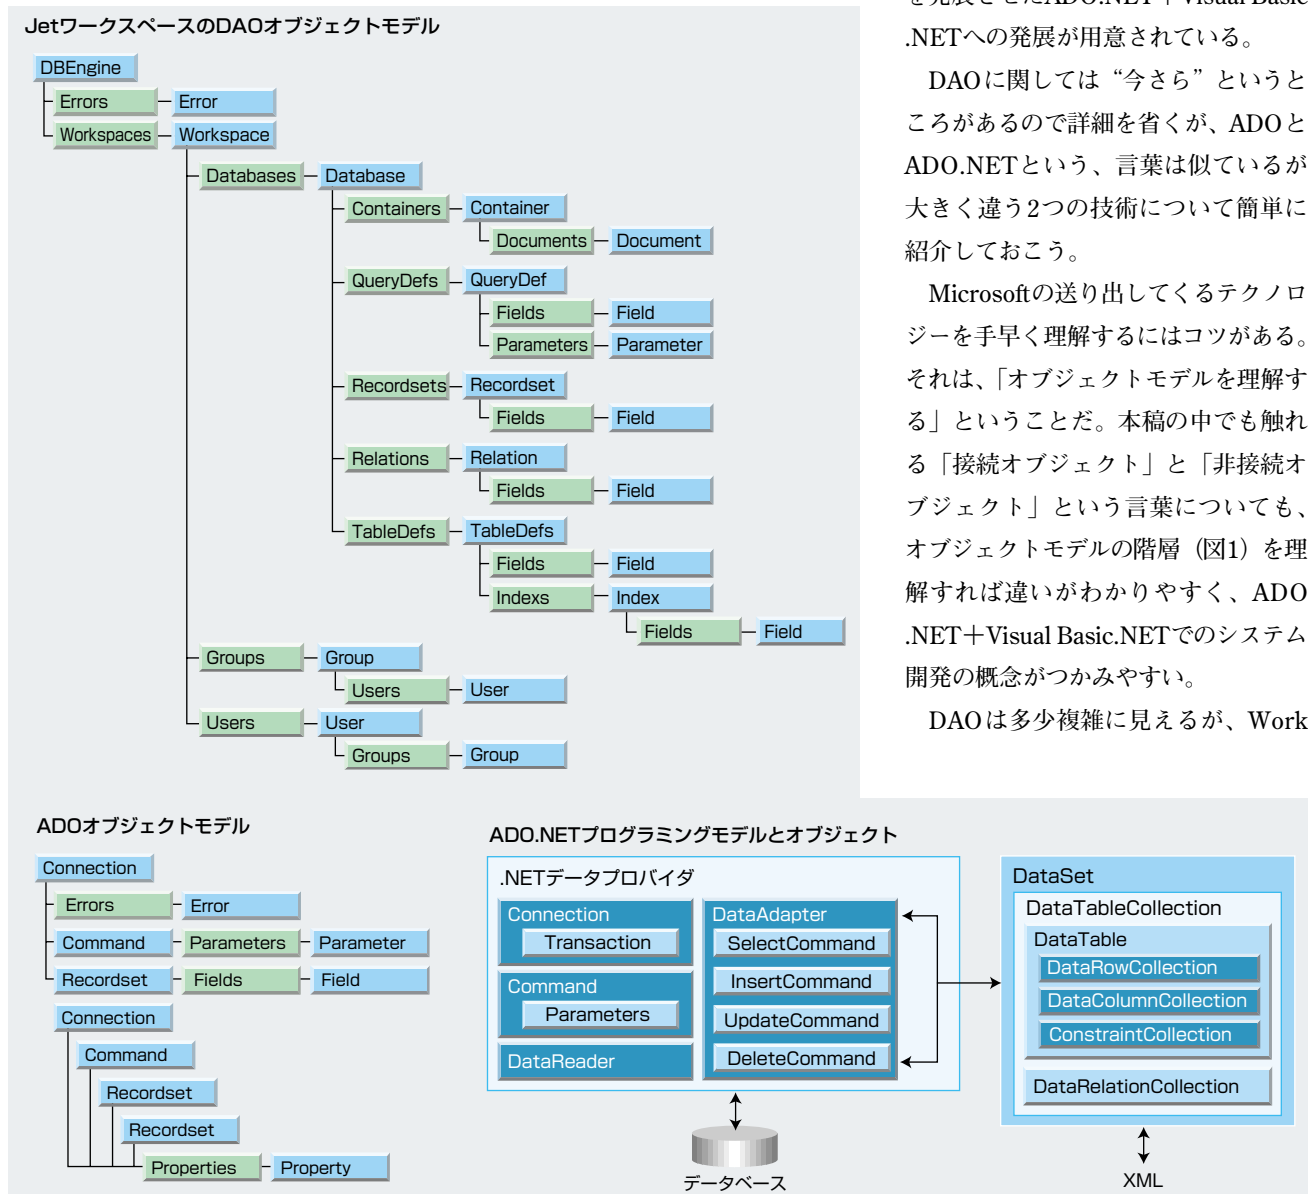 JetワークスペースのDAOオブジェクトモデル
DBEngine
Errors
Error
Workspaces
Workspace
Databases
Database
Containers
Container
Documents
Document
QueryDefs
QueryDef
Fields
Field
Parameters
Parameter
Recordsets
Recordset
Fields
Field
Relations
Relation
Fields
Field
TableDefs
TableDefs
Fields
Field
Indexs
Index
Fields
Field
Groups
Group
Users
User
Users
User
Groups
Group
を発展させたADO.NET＋Visual Basic
.NETへの発展が用意されている。
DAOに関しては“今さら”というと
ころがあるので詳細を省くが、ADOと
ADO.NETという、言葉は似ているが
大きく違う2つの技術について簡単に
紹介しておこう。
Microsoftの送り出してくるテクノロ
ジーを手早く理解するにはコツがある。
それは、「オブジェクトモデルを理解す
る」ということだ。本稿の中でも触れ
る「接続オブジェクト」と「非接続オ
ブジェクト」という言葉についても、
オブジェクトモデルの階層（図1）を理
解すれば違いがわかりやすく、ADO
.NET＋Visual Basic.NETでのシステム
開発の概念がつかみやすい。
DAOは多少複雑に見えるが、Work
ADOオブジェクトモデル
Connection
Errors
Error
Command
Parameters
Parameter
Recordset
Fields
Field
Connection
Command
Recordset
Recordset
Properties
Property
ADO.NETプログラミングモデルとオブジェクト
.NETデータプロバイダ
Connection
Transaction
Command
Parameters
DataReader
DataAdapter
SelectCommand
InsertCommand
UpdateCommand
DeleteCommand
データベース
DataSet
DataTableCollection
DataTable
DataRowCollection
DataColumnCollection
ConstraintCollection
DataRelationCollection
XML